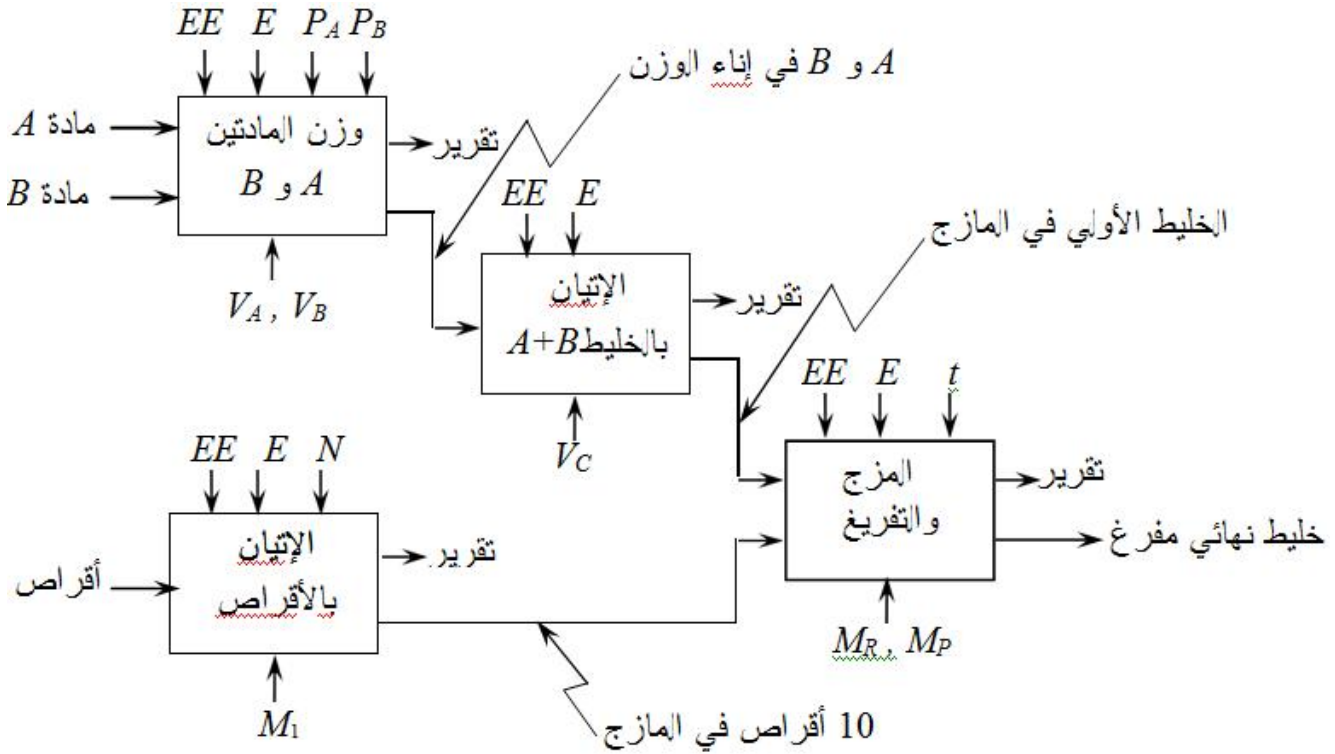 EE E P_A P_B
A و B في إناء الوزن
مادة A
وزن المادتين
A و B
تقرير
مادة B
V_A , V_B
EE E
الإتيان
بالخليط A+B
تقرير
V_C
الخليط الأولي في المازج
EE E t
المزج
والتفريغ
تقرير
خليط نهائي مفرغ
M_R , M_P
EE E N
الإتيان
بالأقراص
تقرير
أقراص
M_1
10 أقراص في المازج